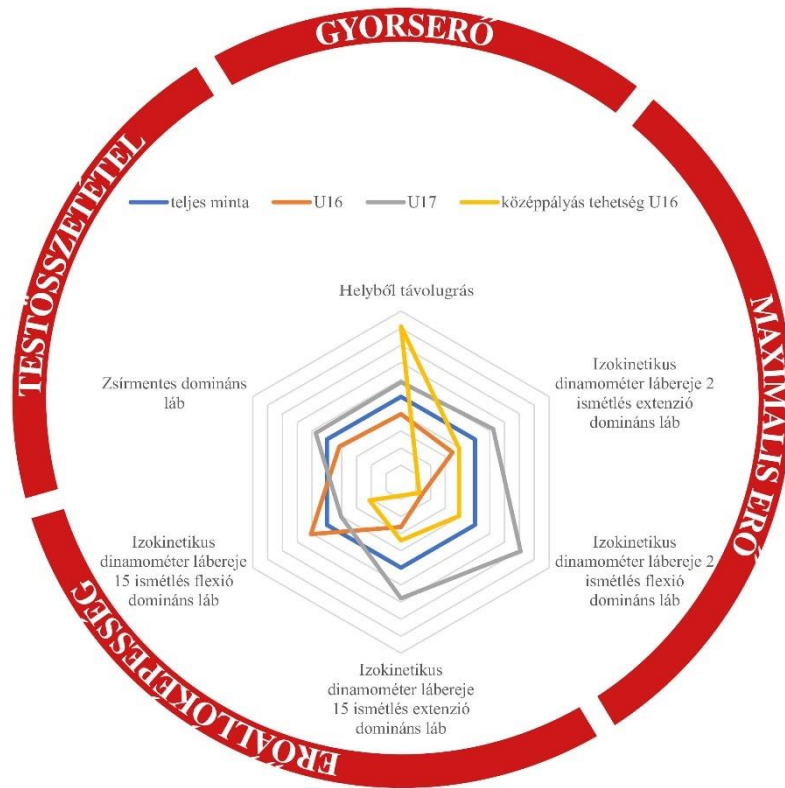 GYORSERŐ
TESTÖSSZETÉTEL
MAXIMÁLIS ERŐ
ERŐÁLLÓKÉPESSÉG
teljes minta
U16
U17
középpályás tehetség U16
Helyből távolugrás
Izokinetikus
dinamométer lábereje 2
ismétlés extenzió
domináns láb
Izokinetikus
dinamométer lábereje 2
ismétlés flexió
domináns láb
Izokinetikus
dinamométer lábereje
15 ismétlés extenzió
domináns láb
Izokinetikus
dinamométer lábereje
15 ismétlés flexió
domináns láb
Zsírmentes domináns
láb